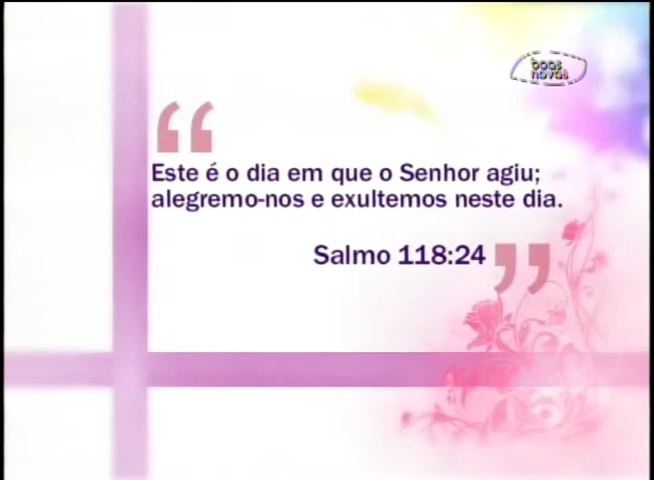 boas
novas
“
Este é o dia em que o Senhor agiu;
alegremo-nos e exultemos neste dia.
Salmo 118:24 ”